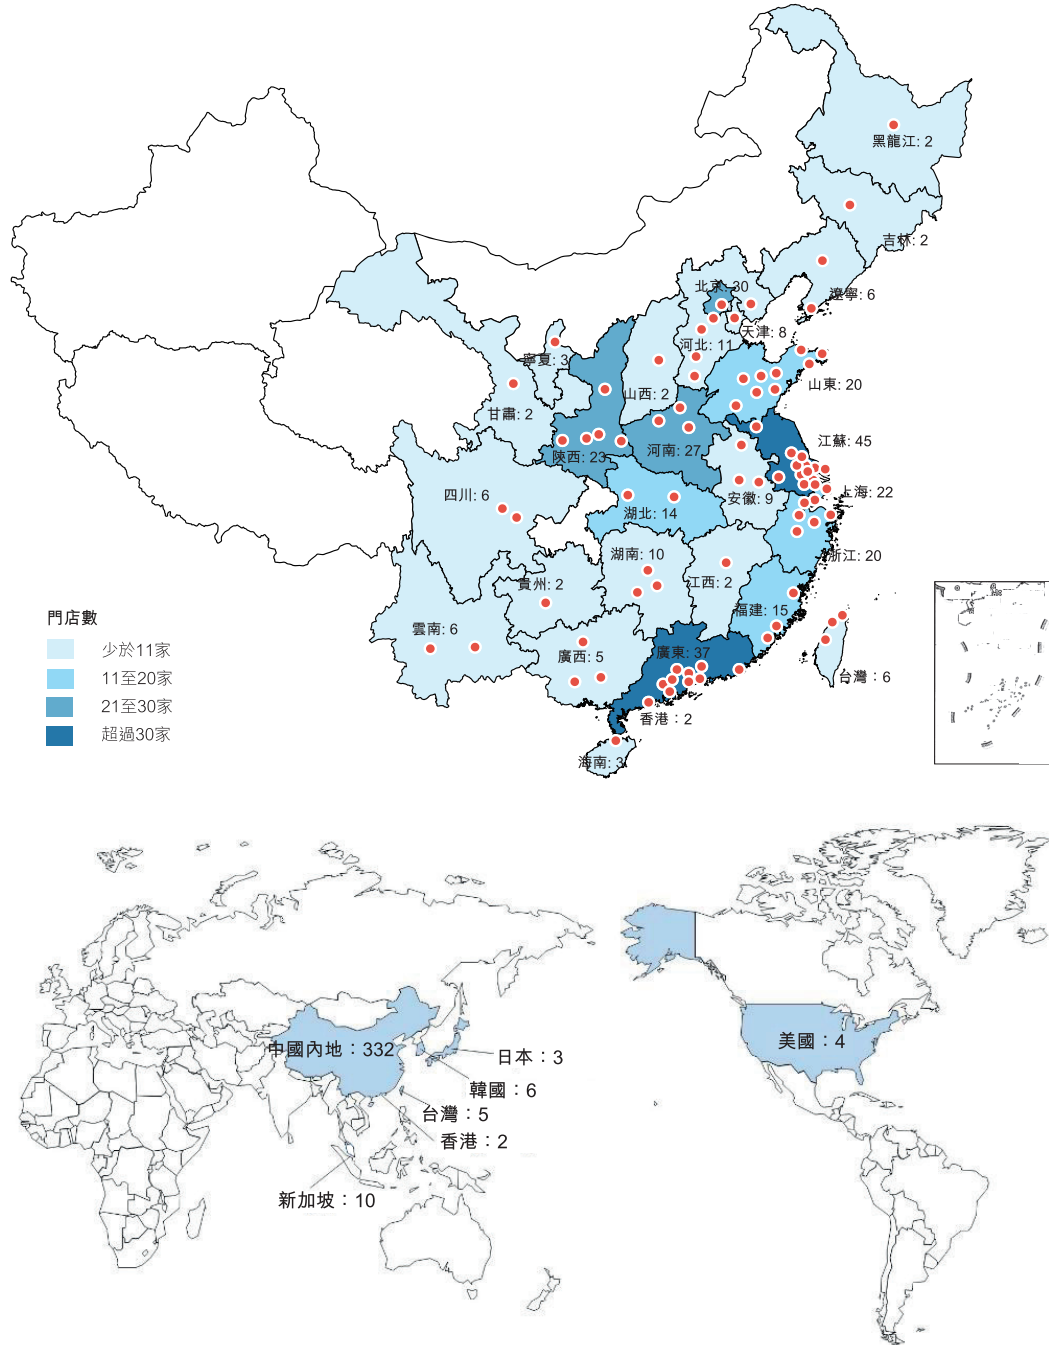 黑龍江: 2
吉林: 2
遼寧: 6
北京: 30
天津: 8
河北: 11
寧夏: 3
山西: 2
山東: 20
甘肅: 2
陝西: 23
河南: 27
江蘇: 45
四川: 6
安徽: 9
上海: 22
湖北: 14
湖南: 10
浙江: 20
貴州: 2
江西: 2
福建: 15
門店數
雲南: 6
廣西: 5
廣東: 37
台灣：6
少於11家
11至20家
21至30家
超過30家
香港：2
海南: 3
中國內地：332
日本：3
韓國：6
台灣：5
香港：2
新加坡：10
美國：4